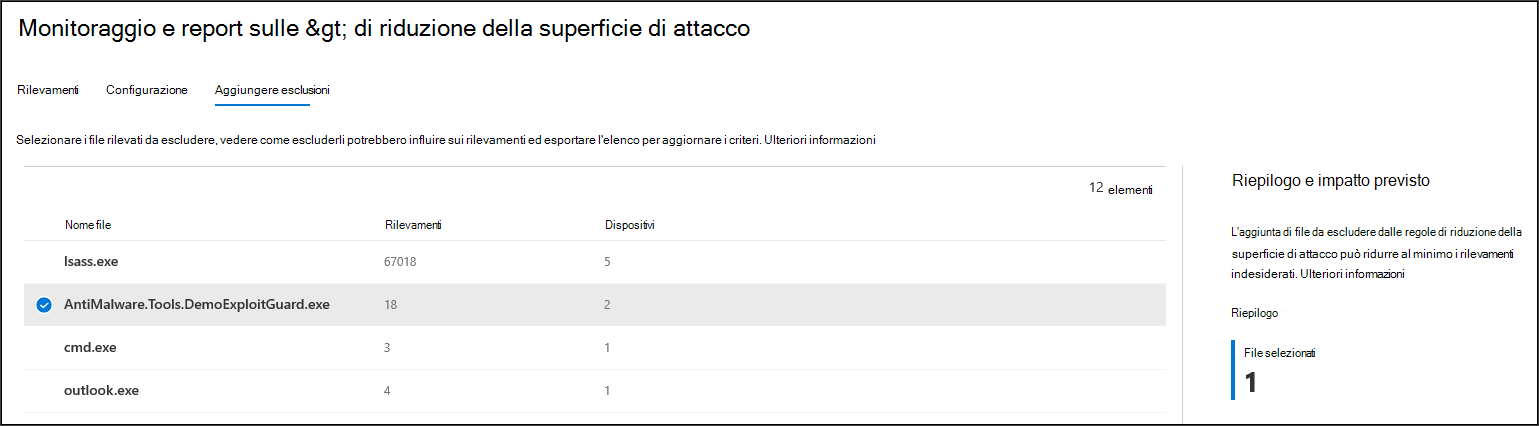 Monitoraggio e report sulle &gt; di riduzione della superficie di attacco
Rilevamenti Configurazione Aggiungere esclusioni
Selezionare i file rilevati da escludere, vedere come escluderli potrebbero influire sui rilevamenti ed esportare l'elenco per aggiornare i criteri. Ulteriori informazioni
12 elementi
Nome file Rilevamenti Dispositivi
lsass.exe 67018 5
AntiMalware.Tools.DemoExploitGuard.exe 18 2
cmd.exe 3 1
outlook.exe 4 1
Riepilogo e impatto previsto
L'aggiunta di file da escludere dalle regole di riduzione della
superficie di attacco può ridurre al minimo i rilevamenti
indesiderati. Ulteriori informazioni
Riepilogo
File selezionati
1